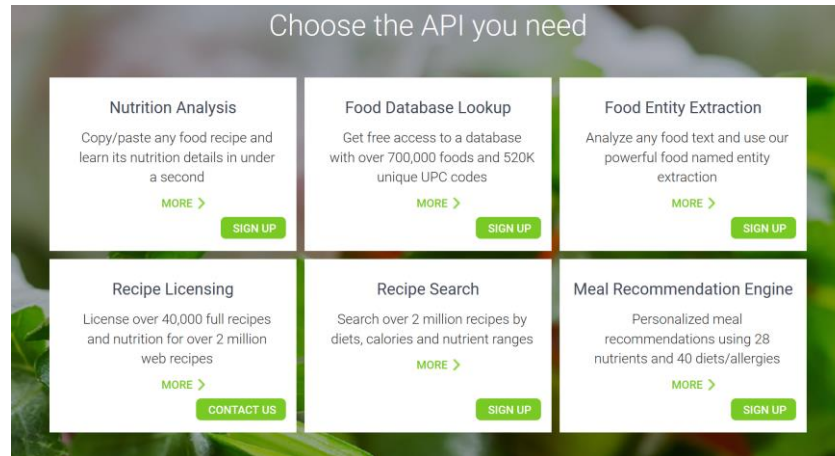 Choose the API you need
Nutrition Analysis
Copy/paste any food recipe and
learn its nutrition details in under
a second
MORE
SIGN UP
Food Database Lookup
Get free access to a database
with over 700,000 foods and 520K
unique UPC codes
MORE
SIGN UP
Food Entity Extraction
Analyze any food text and use our
powerful food named entity
extraction
MORE
SIGN UP
Recipe Licensing
License over 40,000 full recipes
and nutrition for over 2 million
web recipes
MORE
CONTACT US
Recipe Search
Search over 2 million recipes by
diets, calories and nutrient ranges
MORE
SIGN UP
Meal Recommendation Engine
Personalized meal
recommendations using 28
nutrients and 40 diets/allergies
MORE
SIGN UP